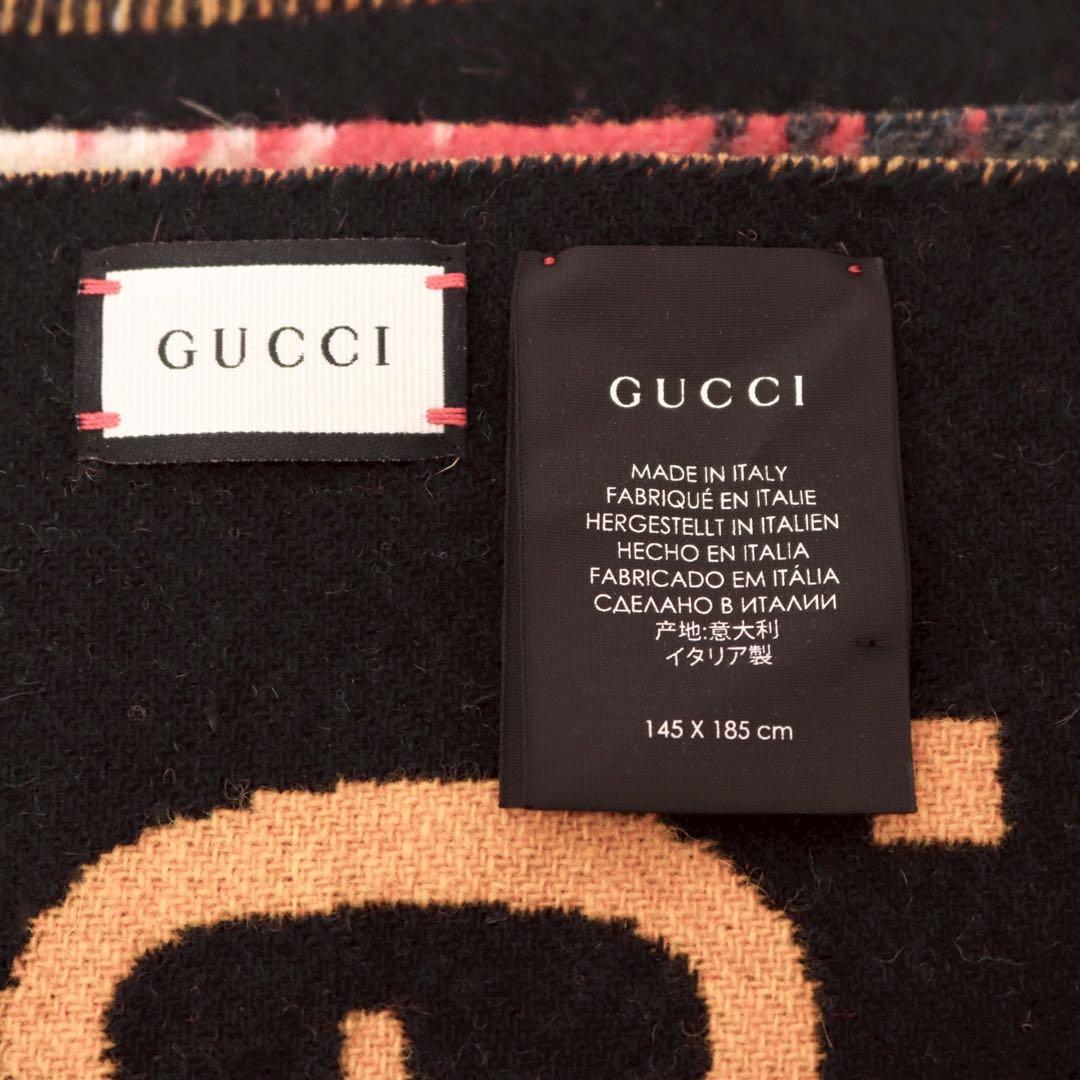 GUCCI
GUCCI
MADE IN ITALY
FABRIQUÉ EN ITALIE
HERGESTELLT IN ITALIEN
HECHO EN ITALIA
FABRICADO EM ITÁLIA
СДЕЛАНО В ИТАЛИИ
产地:意大利
イタリア製
145 X 185 cm